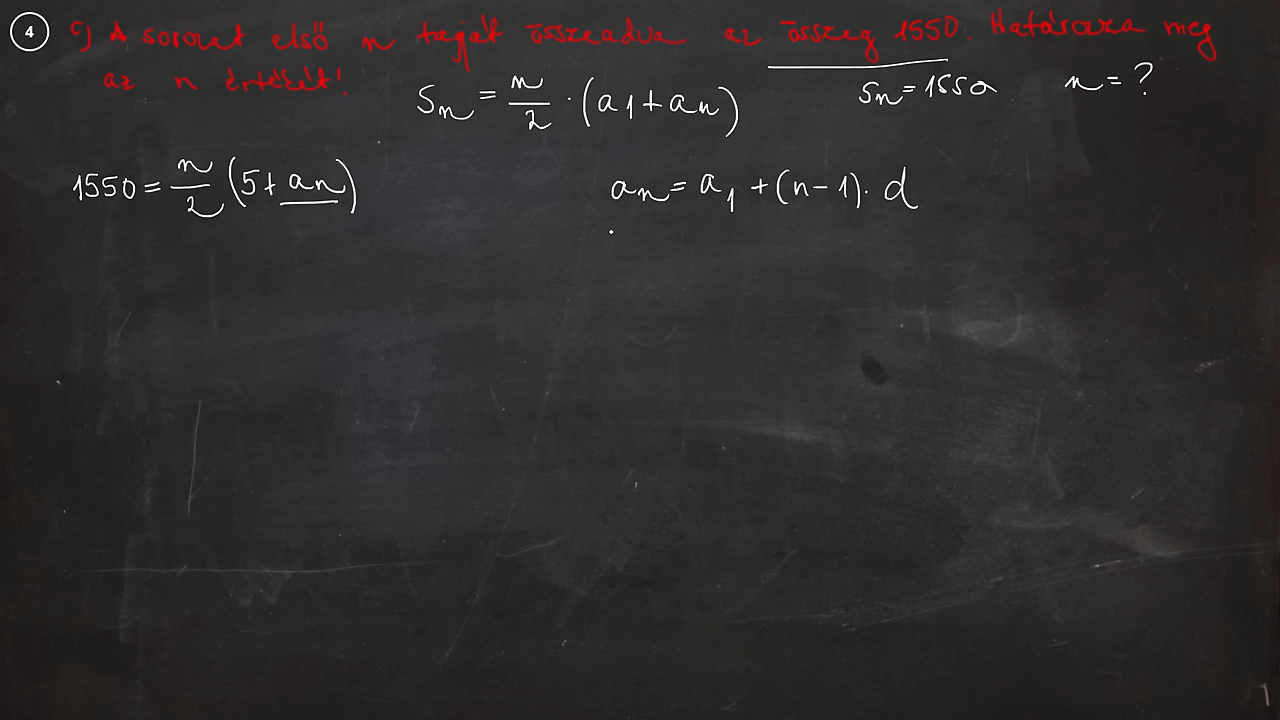 4
c) A sorozat első n tagját összeadva az összeg 1550. Határozza meg
az n értékét!
Sn = n/2 · (a1 + an)
Sn = 1550 n = ?
1550 = n/2 (5 + an)
an = a1 + (n - 1) · d